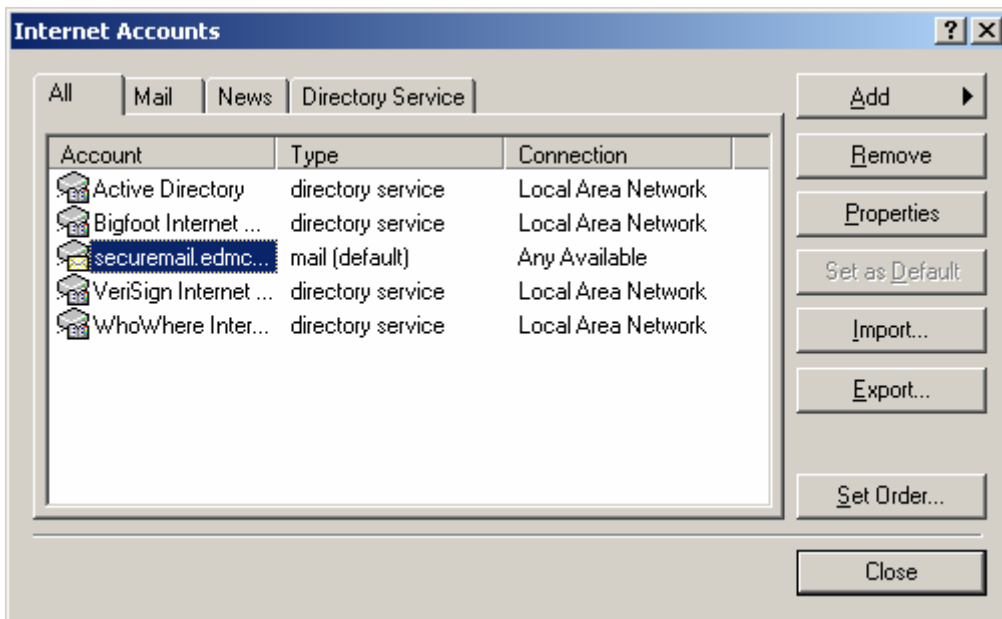 Internet Accounts
All Mail News Directory Service
Add
Account Type Connection
Remove
Active Directory directory service Local Area Network
Bigfoot Internet ... directory service Local Area Network
Properties
securemail.edmc... mail (default) Any Available
Set as Default
VeriSign Internet ... directory service Local Area Network
WhoWhere Inter... directory service Local Area Network
Import...
Export...
Set Order...
Close